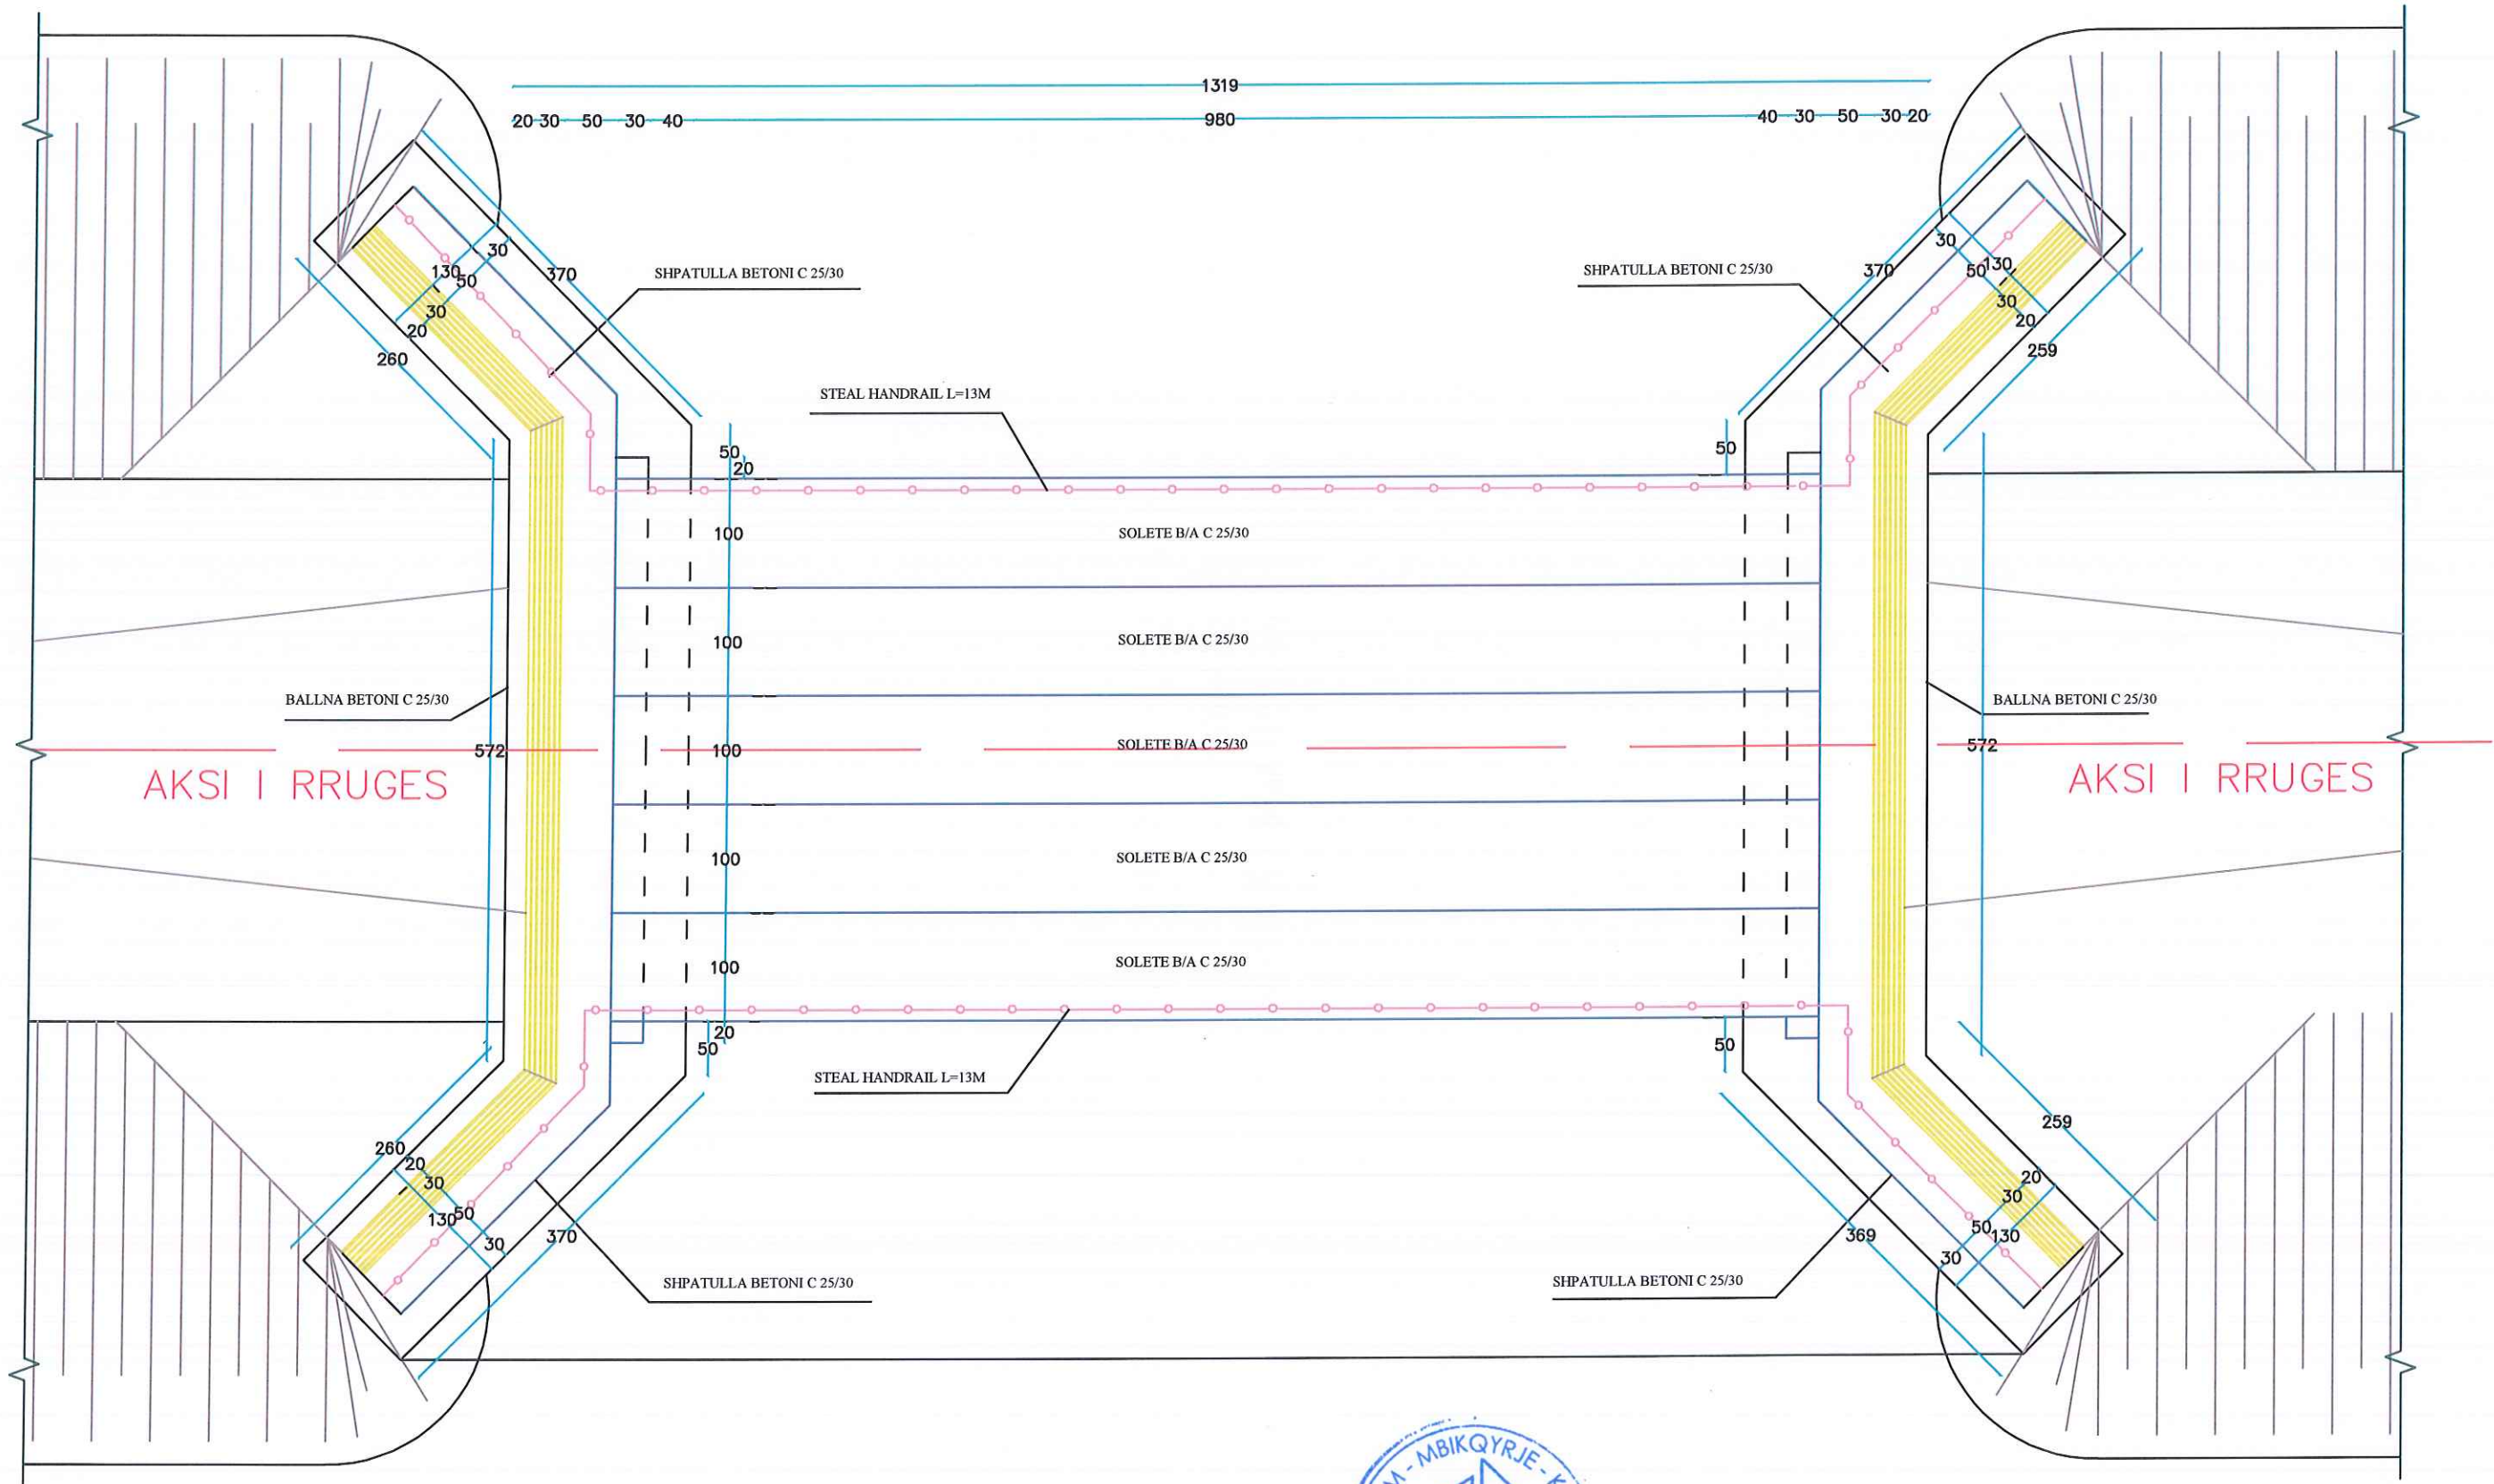 1319
20 30 50 30 40 980 40 30 50 30 20
30
130 50
30
20
370
260
SHPATULLA BETONI C 25/30
SHPATULLA BETONI C 25/30
30
50 130
30
20
370
259
STEAL HANDRAIL L=13M
50
20
50
100
SOLETE B/A C 25/30
100
SOLETE B/A C 25/30
BALLNA BETONI C 25/30
BALLNA BETONI C 25/30
572
100
SOLETE B/A C 25/30
572
AKSI I RRUGES
AKSI I RRUGES
100
SOLETE B/A C 25/30
100
SOLETE B/A C 25/30
20
50
50
STEAL HANDRAIL L=13M
260
20
30
130 50
30
370
259
20
30
50 130
30
369
SHPATULLA BETONI C 25/30
SHPATULLA BETONI C 25/30
- MBIKQYRJE -